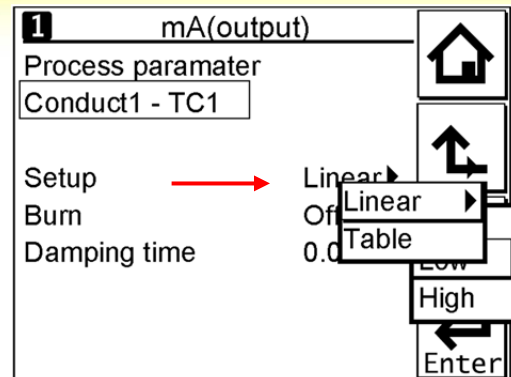 1 mA(output)
Process paramater
Conduct1 - TC1
Setup Linear
Linear
Burn
Table
Damping time 0.0
Low
High
Enter